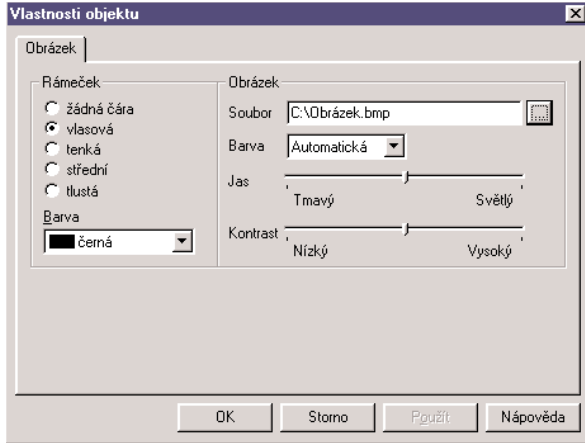 Vlastnosti objektu
Obrázek
Rámeček
žádná čára
vlasová
tenká
střední
tlustá
Barva
černá
Obrázek
Soubor C:\Obrázek.bmp ...
Barva Automatická
Jas
Tmavý Světlý
Kontrast
Nízký Vysoký
OK Storno Použít Nápověda